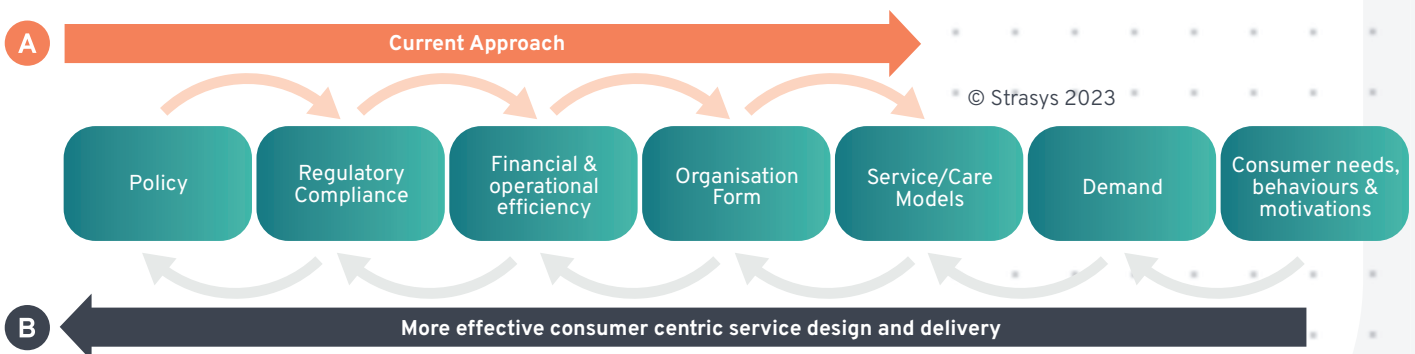 A
Current Approach
© Strasys 2023
Policy
Regulatory
Compliance
Financial &
operational
efficiency
Organisation
Form
Service/Care
Models
Demand
Consumer needs,
behaviours &
motivations
B
More effective consumer centric service design and delivery